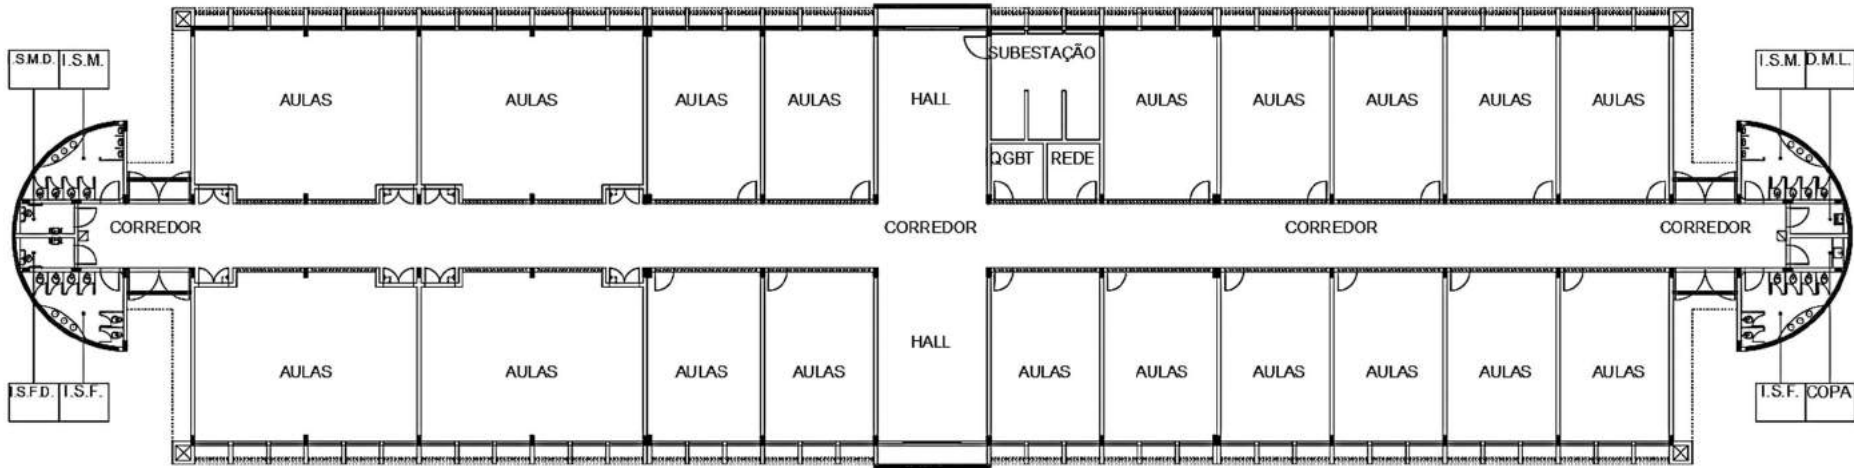 .S.M.D. I.S.M.
SUBESTAÇÃO
I.S.M. D.M.L.
AULAS AULAS AULAS AULAS HALL AULAS AULAS AULAS AULAS AULAS
QGBT REDE
CORREDOR CORREDOR CORREDOR CORREDOR
HALL
AULAS AULAS AULAS AULAS AULAS AULAS AULAS AULAS AULAS AULAS
I.S.F.D. I.S.F.
I.S.F. COPA